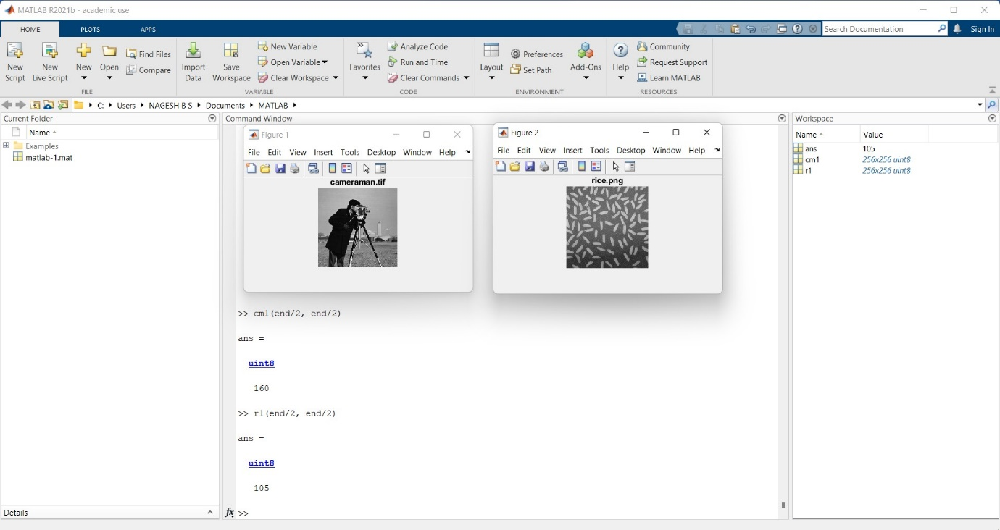 MATLAB R2021b - academic use
HOME PLOTS APPS
Search Documentation Sign In
New Script
New Live Script
New
Open
Find Files
Compare
FILE
Import Data
Save Workspace
New Variable
Open Variable
Clear Workspace
VARIABLE
Favorites
Analyze Code
Run and Time
Clear Commands
CODE
Layout
Preferences
Set Path
Add-Ons
ENVIRONMENT
Help
Community
Request Support
Learn MATLAB
RESOURCES
C: Users NAGESH B S Documents MATLAB
Current Folder
Name
Examples
matlab-1.mat
Details
Command Window
Figure 1
File Edit View Insert Tools Desktop Window Help
cameraman.tif
Figure 2
File Edit View Insert Tools Desktop Window Help
rice.png
>> cm1(end/2, end/2)
ans =
uint8
160
>> r1(end/2, end/2)
ans =
uint8
105
fx >>
Workspace
Name Value
ans 105
cm1 256x256 uint8
r1 256x256 uint8